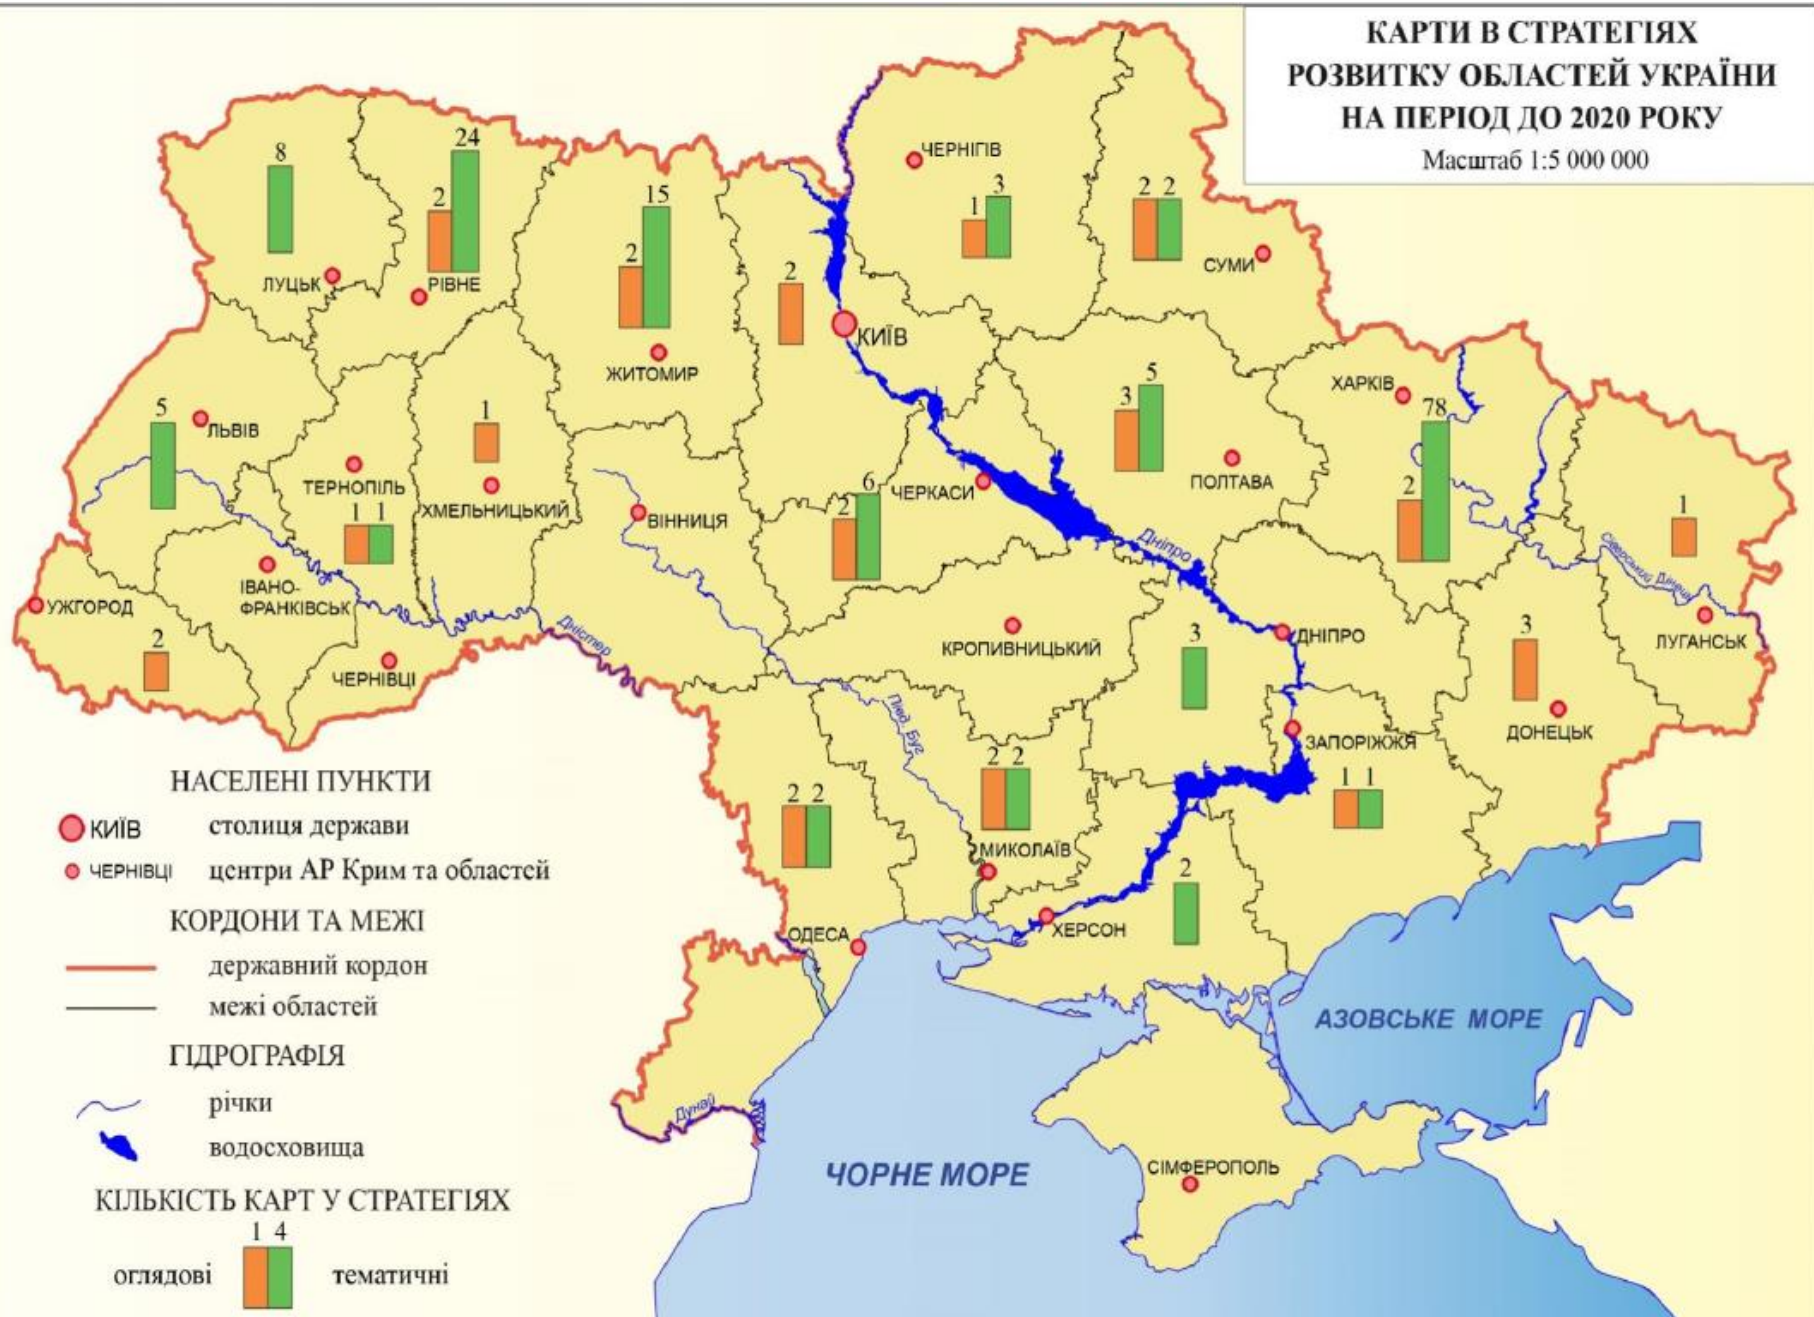 КАРТИ В СТРАТЕГІЯХ
РОЗВИТКУ ОБЛАСТЕЙ УКРАЇНИ
НА ПЕРІОД ДО 2020 РОКУ
Масштаб 1:5 000 000
8
ЛУЦЬК
2 24
РІВНЕ
2 15
ЖИТОМИР
2
КИЇВ
ЧЕРНІГІВ
1 3
2 2
СУМИ
5
ЛЬВІВ
ТЕРНОПІЛЬ
1 1
1
ХМЕЛЬНИЦЬКИЙ
ВІННИЦЯ
2 6
ЧЕРКАСИ
3 5
ПОЛТАВА
ХАРКІВ
2 78
1
ЛУГАНСЬК
Сіверський Дінець
Дніпро
УЖГОРОД
2
ІВАНО-
ФРАНКІВСЬК
ЧЕРНІВЦІ
Дністер
КРОПИВНИЦЬКИЙ
3
ДНІПРО
3
ДОНЕЦЬК
Півд. Буг
ЗАПОРІЖЖЯ
1 1
2 2
МИКОЛАЇВ
2 2
ОДЕСА
2
ХЕРСОН
АЗОВСЬКЕ МОРЕ
Дунай
ЧОРНЕ МОРЕ
СІМФЕРОПОЛЬ
НАСЕЛЕНІ ПУНКТИ
КИЇВ столиця держави
ЧЕРНІВЦІ центри АР Крим та областей
КОРДОНИ ТА МЕЖІ
державний кордон
межі областей
ГІДРОГРАФІЯ
річки
водосховища
КІЛЬКІСТЬ КАРТ У СТРАТЕГІЯХ
1 4
оглядові тематичні